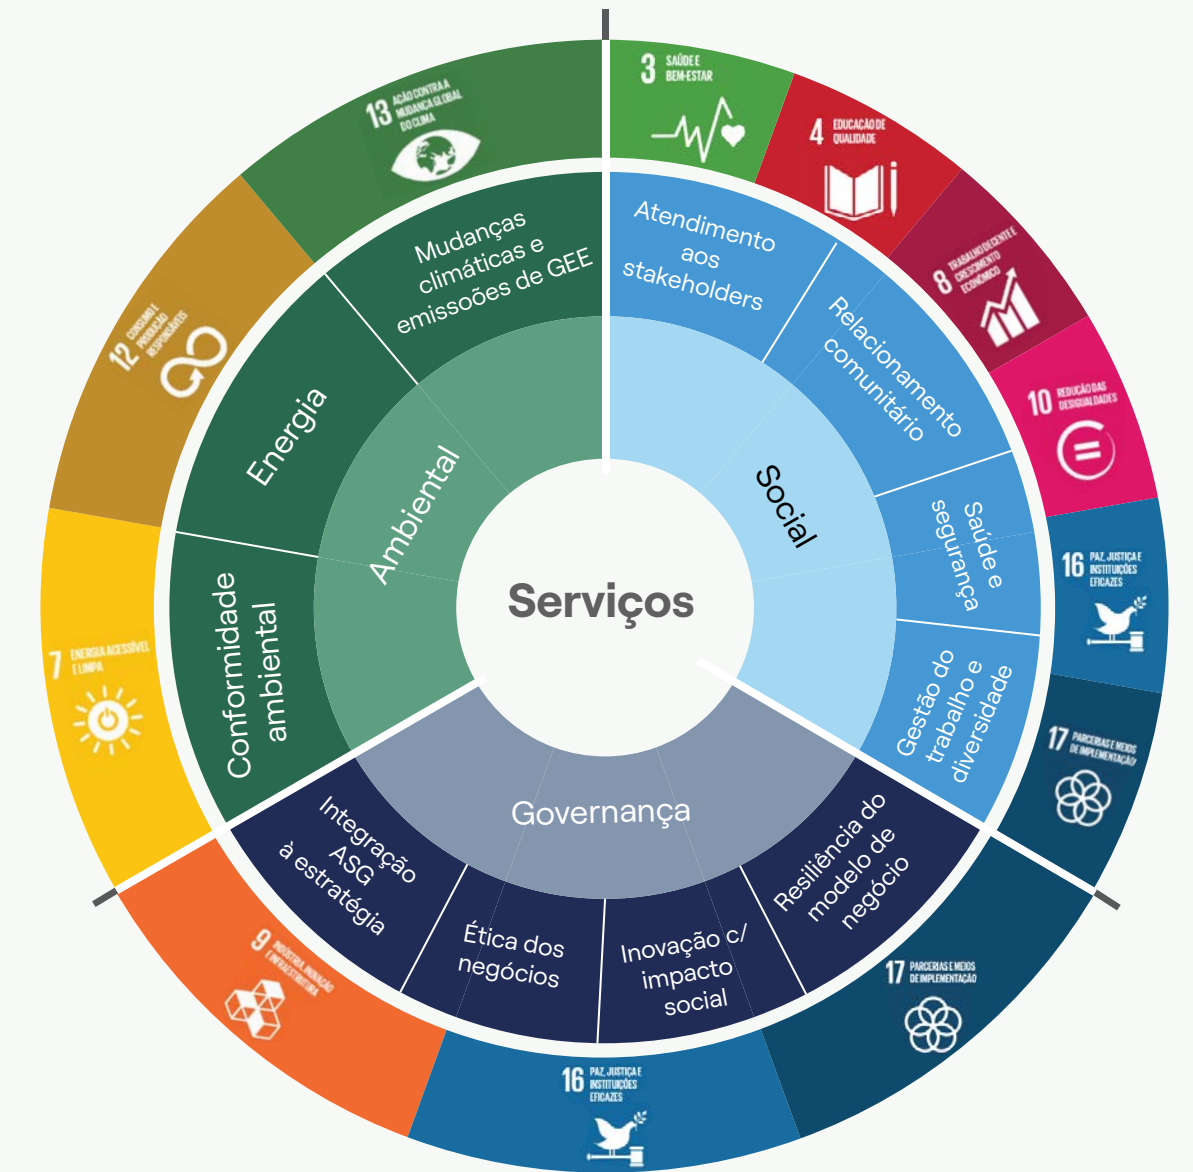 Serviços
Ambiental
Social
Governança
Mudanças
climáticas e
emissões de GEE
Energia
Conformidade
ambiental
Atendimento
aos
stakeholders
Relacionamento
comunitário
Saúde e
segurança
Gestão do
trabalho e
diversidade
Resiliência do
modelo de
negócio
Inovação c/
impacto
social
Ética dos
negócios
Integração
ASG
à estratégia
3 SAÚDE E
BEM-ESTAR
4 EDUCAÇÃO DE
QUALIDADE
8 TRABALHO DECENTE E
CRESCIMENTO
ECONÔMICO
10 REDUÇÃO DAS
DESIGUALDADES
16 PAZ, JUSTIÇA E
INSTITUIÇÕES
EFICAZES
17 PARCERIAS E MEIOS
DE IMPLEMENTAÇÃO
17 PARCERIAS E MEIOS
DE IMPLEMENTAÇÃO
16 PAZ, JUSTIÇA E
INSTITUIÇÕES
EFICAZES
9 INDÚSTRIA, INOVAÇÃO
E INFRAESTRUTURA
7 ENERGIA ACESSÍVEL
E LIMPA
12 CONSUMO E
PRODUÇÃO
RESPONSÁVEIS
13 AÇÃO CONTRA A
MUDANÇA GLOBAL
DO CLIMA